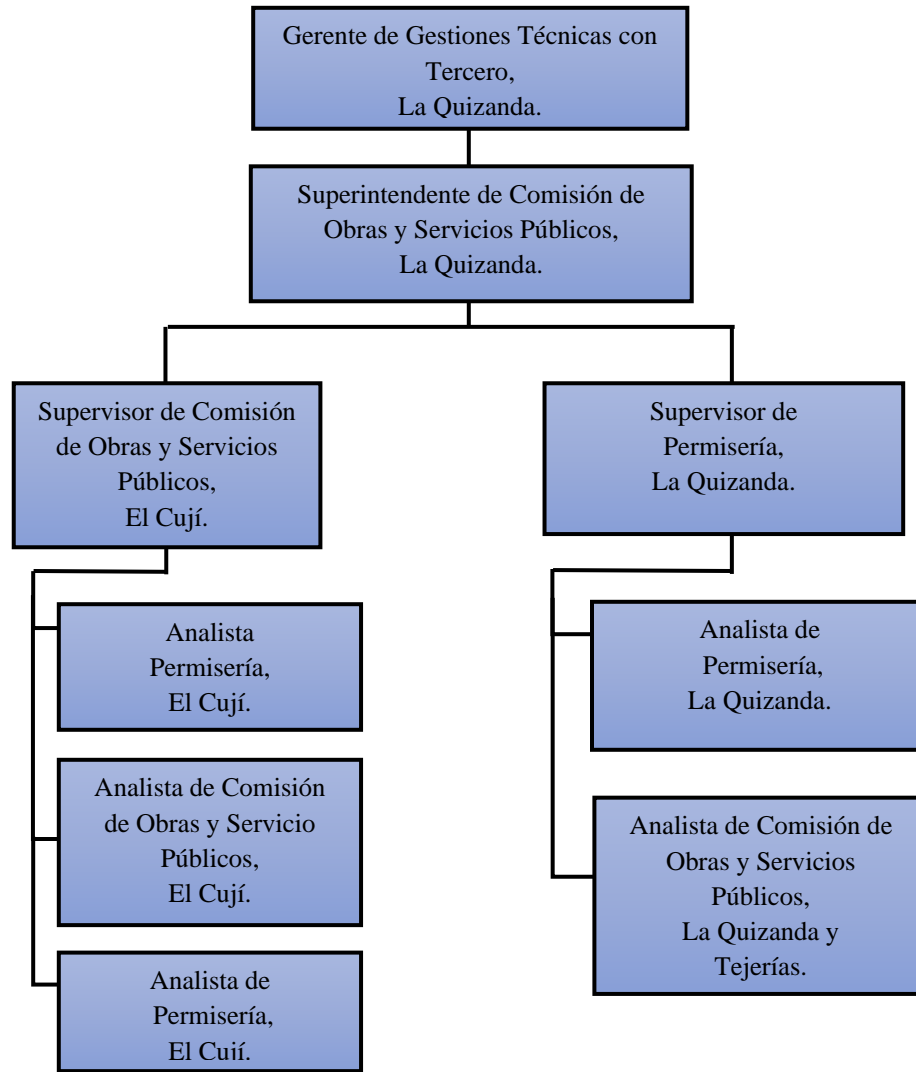 Gerente de Gestiones Técnicas con
Tercero,
La Quizanda.
Superintendente de Comisión de
Obras y Servicios Públicos,
La Quizanda.
Supervisor de Comisión
de Obras y Servicios
Públicos,
El Cují.
Supervisor de
Permisería,
La Quizanda.
Analista
Permisería,
El Cují.
Analista de
Permisería,
La Quizanda.
Analista de Comisión
de Obras y Servicio
Públicos,
El Cují.
Analista de Comisión de
Obras y Servicios
Públicos,
La Quizanda y
Tejerías.
Analista de
Permisería,
El Cují.